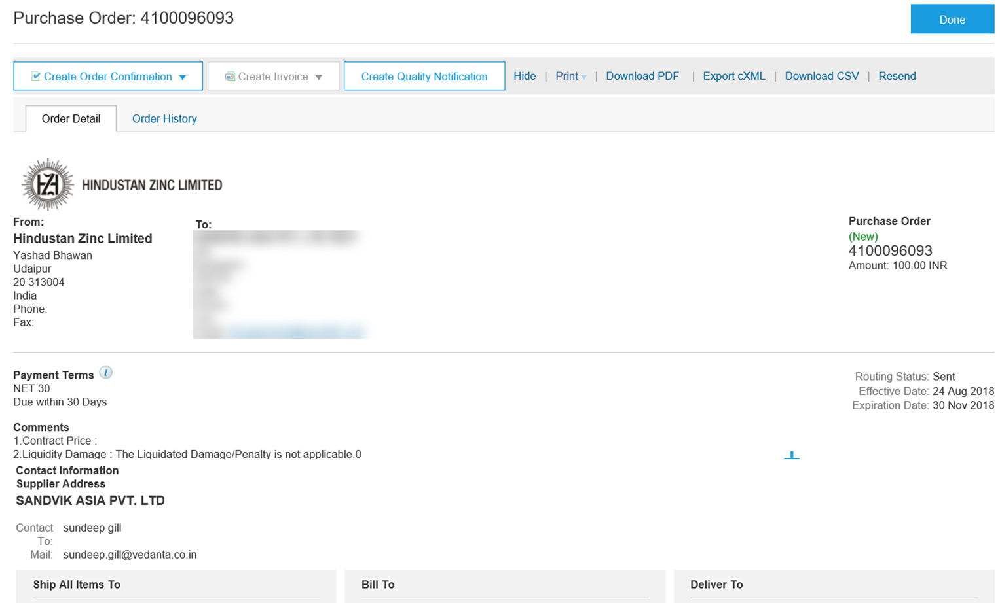 Purchase Order: 4100096093
Done
Create Order Confirmation ▼
Create Invoice ▼
Create Quality Notification
Hide | Print ▼ | Download PDF | Export cXML | Download CSV | Resend
Order Detail
Order History
HZL
HINDUSTAN ZINC LIMITED
From:
Hindustan Zinc Limited
Yashad Bhawan
Udaipur
20 313004
India
Phone:
Fax:
To:
Purchase Order
(New)
4100096093
Amount: 100.00 INR
Payment Terms i
NET 30
Due within 30 Days
Routing Status: Sent
Effective Date: 24 Aug 2018
Expiration Date: 30 Nov 2018
Comments
1.Contract Price :
2.Liquidity Damage : The Liquidated Damage/Penalty is not applicable.0
Contact Information
Supplier Address
SANDVIK ASIA PVT. LTD
Contact To: sundeep gill
Mail: sundeep.gill@vedanta.co.in
Ship All Items To
Bill To
Deliver To